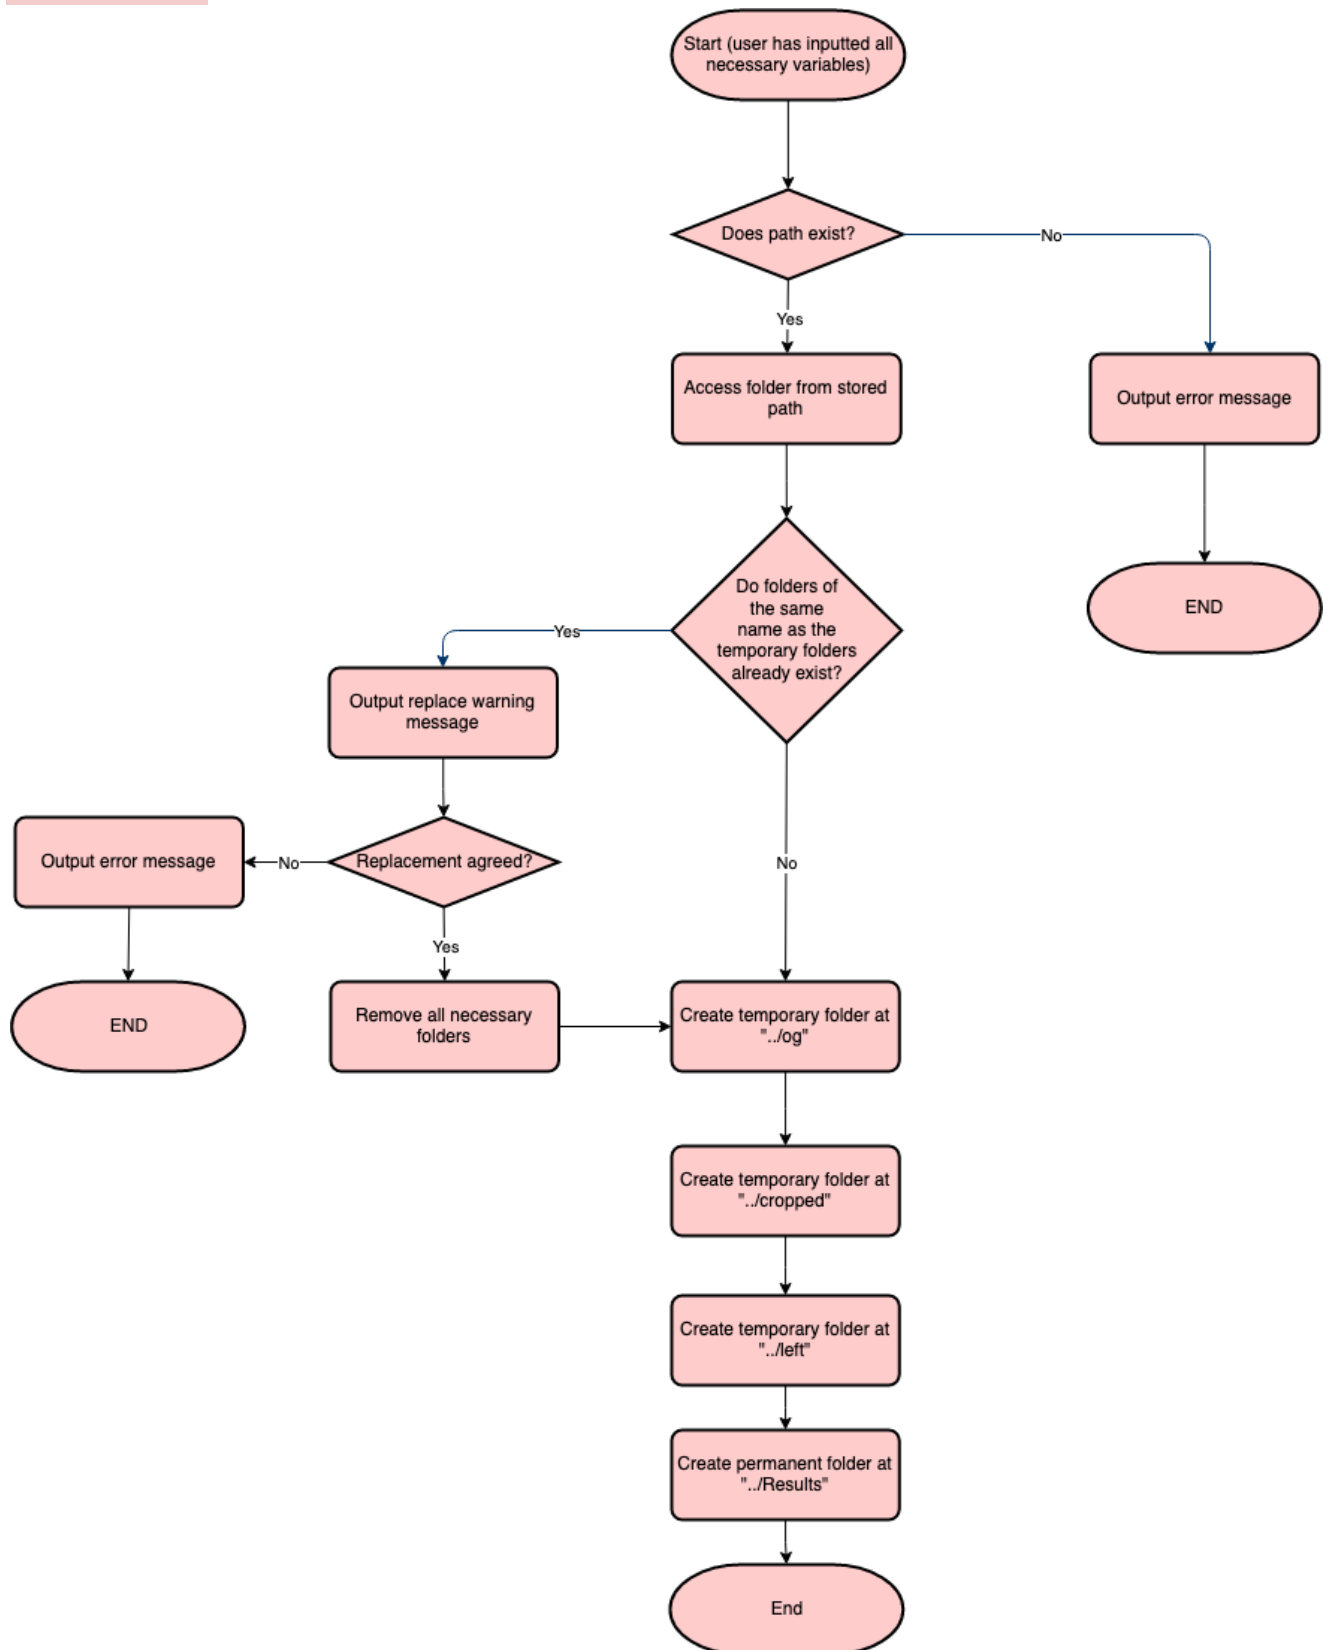 Start (user has inputted all
necessary variables)
Does path exist?
No
Yes
Access folder from stored
path
Output error message
Do folders of
the same
name as the
temporary folders
already exist?
END
Yes
Output replace warning
message
Output error message
No
Replacement agreed?
No
Yes
END
Remove all necessary
folders
Create temporary folder at
"../og"
Create temporary folder at
"../cropped"
Create temporary folder at
"../left"
Create permanent folder at
"../Results"
End